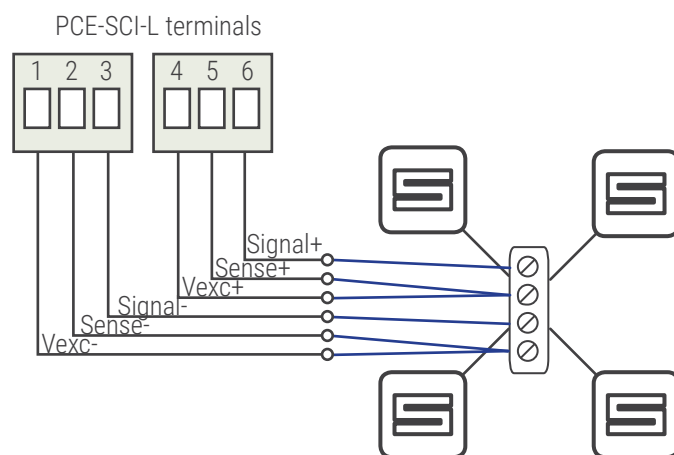 PCE-SCI-L terminals
1 2 3 4 5 6
Signal+
Sense+
Vexc+
Signal-
Sense-
Vexc-